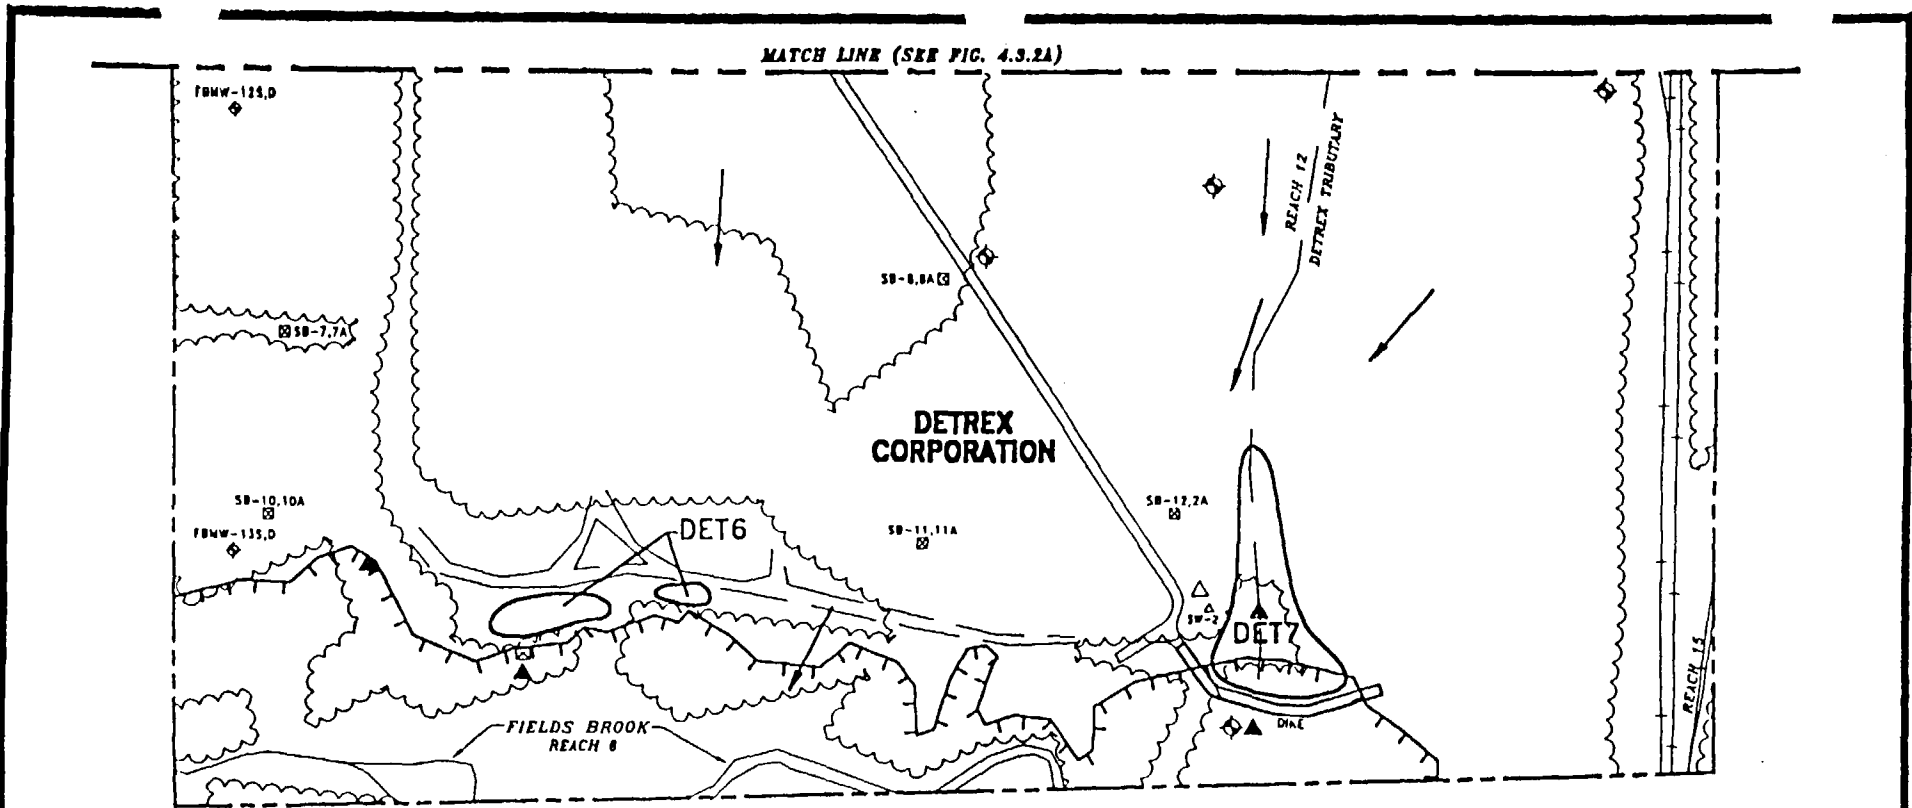 MATCH LINE (SEE FIG. 4.3.2A)
FBMW-12S,D
REACH 12
DETREX TRIBUTARY
SB-8,8A
SB-7,7A
DETREX
CORPORATION
SB-10,10A
SB-12,2A
FBMW-13S,D
DET6
SB-11,11A
SW-2
DET7
REACH 15
FIELDS BROOK
REACH 6
DIKE